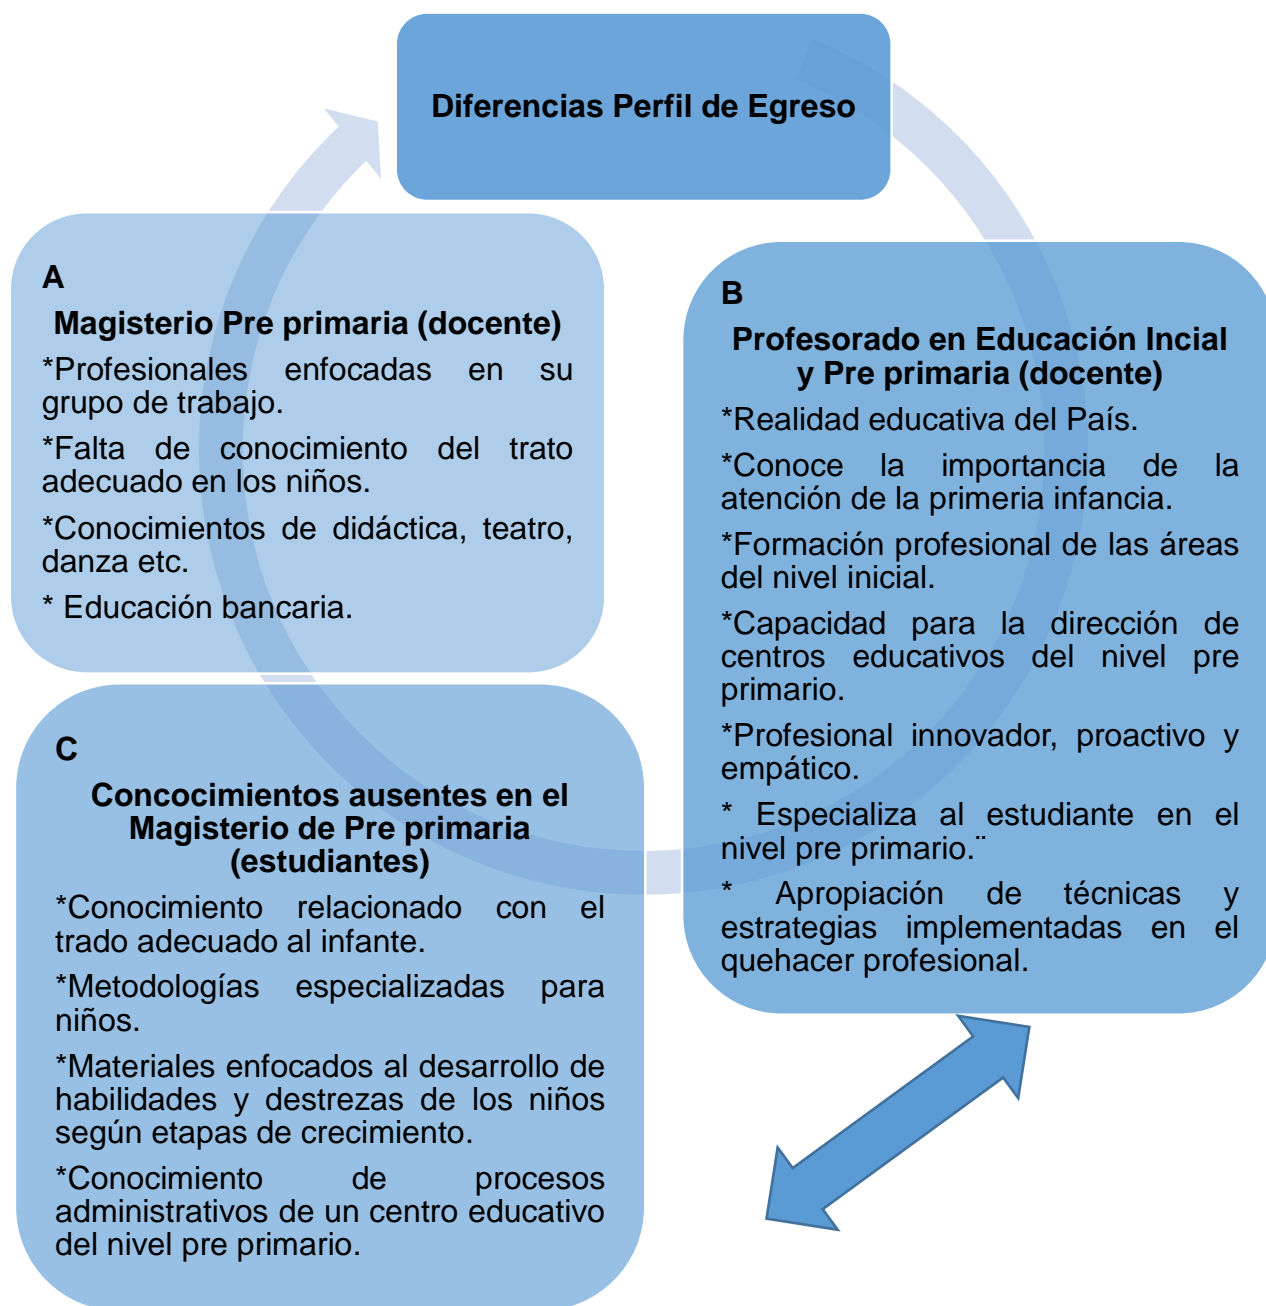 Diferencias Perfil de Egreso
A
Magisterio Pre primaria (docente)
*Profesionales enfocadas en su
grupo de trabajo.
*Falta de conocimiento del trato
adecuado en los niños.
*Conocimientos de didáctica, teatro,
danza etc.
* Educación bancaria.
B
Profesorado en Educación Incial
y Pre primaria (docente)
*Realidad educativa del País.
*Conoce la importancia de la
atención de la primeria infancia.
*Formación profesional de las áreas
del nivel inicial.
*Capacidad para la dirección de
centros educativos del nivel pre
primario.
*Profesional innovador, proactivo y
empático.
* Especializa al estudiante en el
nivel pre primario.¨
* Apropiación de técnicas y
estrategias implementadas en el
quehacer profesional.
C
Concocimientos ausentes en el
Magisterio de Pre primaria
(estudiantes)
*Conocimiento relacionado con el
trado adecuado al infante.
*Metodologías especializadas para
niños.
*Materiales enfocados al desarrollo de
habilidades y destrezas de los niños
según etapas de crecimiento.
*Conocimiento de procesos
administrativos de un centro educativo
del nivel pre primario.